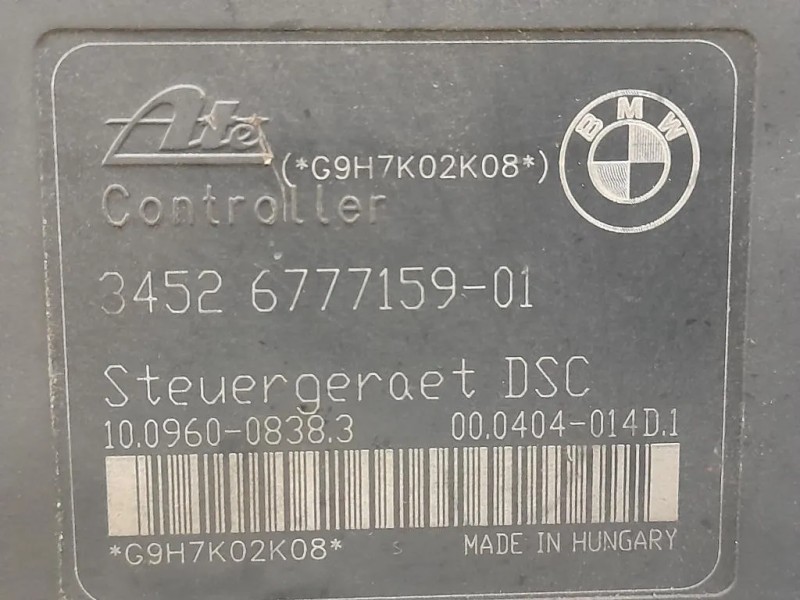 Ate
BMW
(*G9H7K02K08*)
Controller
3452 6777159-01
Steuergeraet DSC
10.0960-0838.3 00.0404-014D.1
*G9H7K02K08* S MADE IN HUNGARY